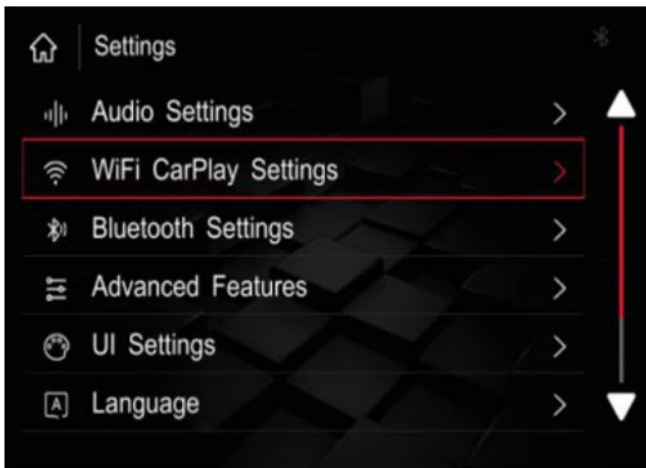 Settings
Audio Settings
WiFi CarPlay Settings
Bluetooth Settings
Advanced Features
UI Settings
A Language